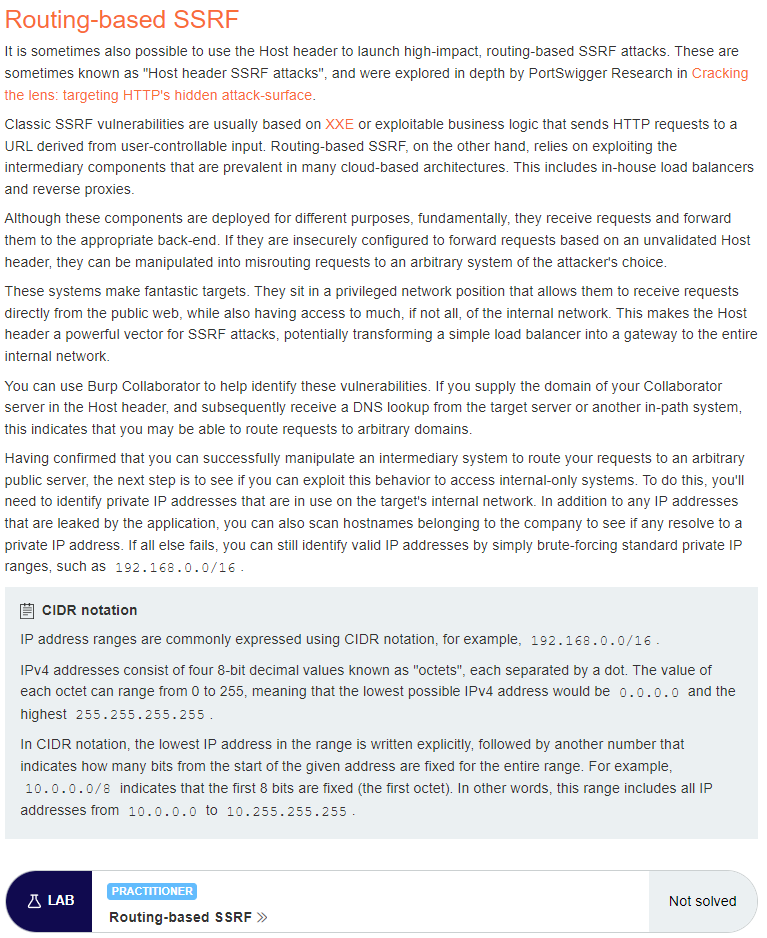 Routing-based SSRF
It is sometimes also possible to use the Host header to launch high-impact, routing-based SSRF attacks. These are
sometimes known as "Host header SSRF attacks", and were explored in depth by PortSwigger Research in Cracking
the lens: targeting HTTP's hidden attack-surface.
Classic SSRF vulnerabilities are usually based on XXE or exploitable business logic that sends HTTP requests to a
URL derived from user-controllable input. Routing-based SSRF, on the other hand, relies on exploiting the
intermediary components that are prevalent in many cloud-based architectures. This includes in-house load balancers
and reverse proxies.
Although these components are deployed for different purposes, fundamentally, they receive requests and forward
them to the appropriate back-end. If they are insecurely configured to forward requests based on an unvalidated Host
header, they can be manipulated into misrouting requests to an arbitrary system of the attacker's choice.
These systems make fantastic targets. They sit in a privileged network position that allows them to receive requests
directly from the public web, while also having access to much, if not all, of the internal network. This makes the Host
header a powerful vector for SSRF attacks, potentially transforming a simple load balancer into a gateway to the entire
internal network.
You can use Burp Collaborator to help identify these vulnerabilities. If you supply the domain of your Collaborator
server in the Host header, and subsequently receive a DNS lookup from the target server or another in-path system,
this indicates that you may be able to route requests to arbitrary domains.
Having confirmed that you can successfully manipulate an intermediary system to route your requests to an arbitrary
public server, the next step is to see if you can exploit this behavior to access internal-only systems. To do this, you'll
need to identify private IP addresses that are in use on the target's internal network. In addition to any IP addresses
that are leaked by the application, you can also scan hostnames belonging to the company to see if any resolve to a
private IP address. If all else fails, you can still identify valid IP addresses by simply brute-forcing standard private IP
ranges, such as 192.168.0.0/16 .
CIDR notation
IP address ranges are commonly expressed using CIDR notation, for example, 192.168.0.0/16 .
IPv4 addresses consist of four 8-bit decimal values known as "octets", each separated by a dot. The value of
each octet can range from 0 to 255, meaning that the lowest possible IPv4 address would be 0.0.0.0 and the
highest 255.255.255.255 .
In CIDR notation, the lowest IP address in the range is written explicitly, followed by another number that
indicates how many bits from the start of the given address are fixed for the entire range. For example,
10.0.0.0/8 indicates that the first 8 bits are fixed (the first octet). In other words, this range includes all IP
addresses from 10.0.0.0 to 10.255.255.255 .
LAB
PRACTITIONER
Routing-based SSRF »
Not solved